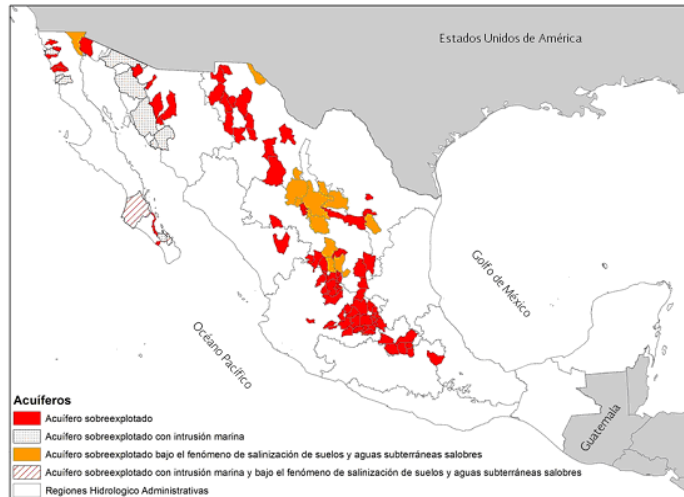 Estados Unidos de América
Golfo de México
Océano Pacífico
Guatemala
Acuíferos
Acuífero sobreexplotado
Acuífero sobreexplotado con intrusión marina
Acuífero sobreexplotado bajo el fenómeno de salinización de suelos y aguas subterráneas salobres
Acuífero sobreexplotado con intrusión marina y bajo el fenómeno de salinización de suelos y aguas subterráneas salobres
Regiones Hidrologico Administrativas